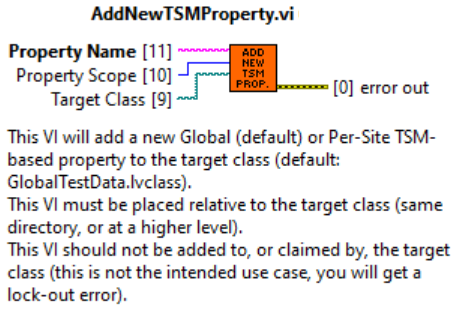 AddNewTSMProperty.vi
Property Name [11]
Property Scope [10]
Target Class [9]
ADD
NEW
TSM
PROP.
[0] error out
This VI will add a new Global (default) or Per-Site TSM-
based property to the target class (default:
GlobalTestData.lvclass).
This VI must be placed relative to the target class (same
directory, or at a higher level).
This VI should not be added to, or claimed by, the target
class (this is not the intended use case, you will get a
lock-out error).